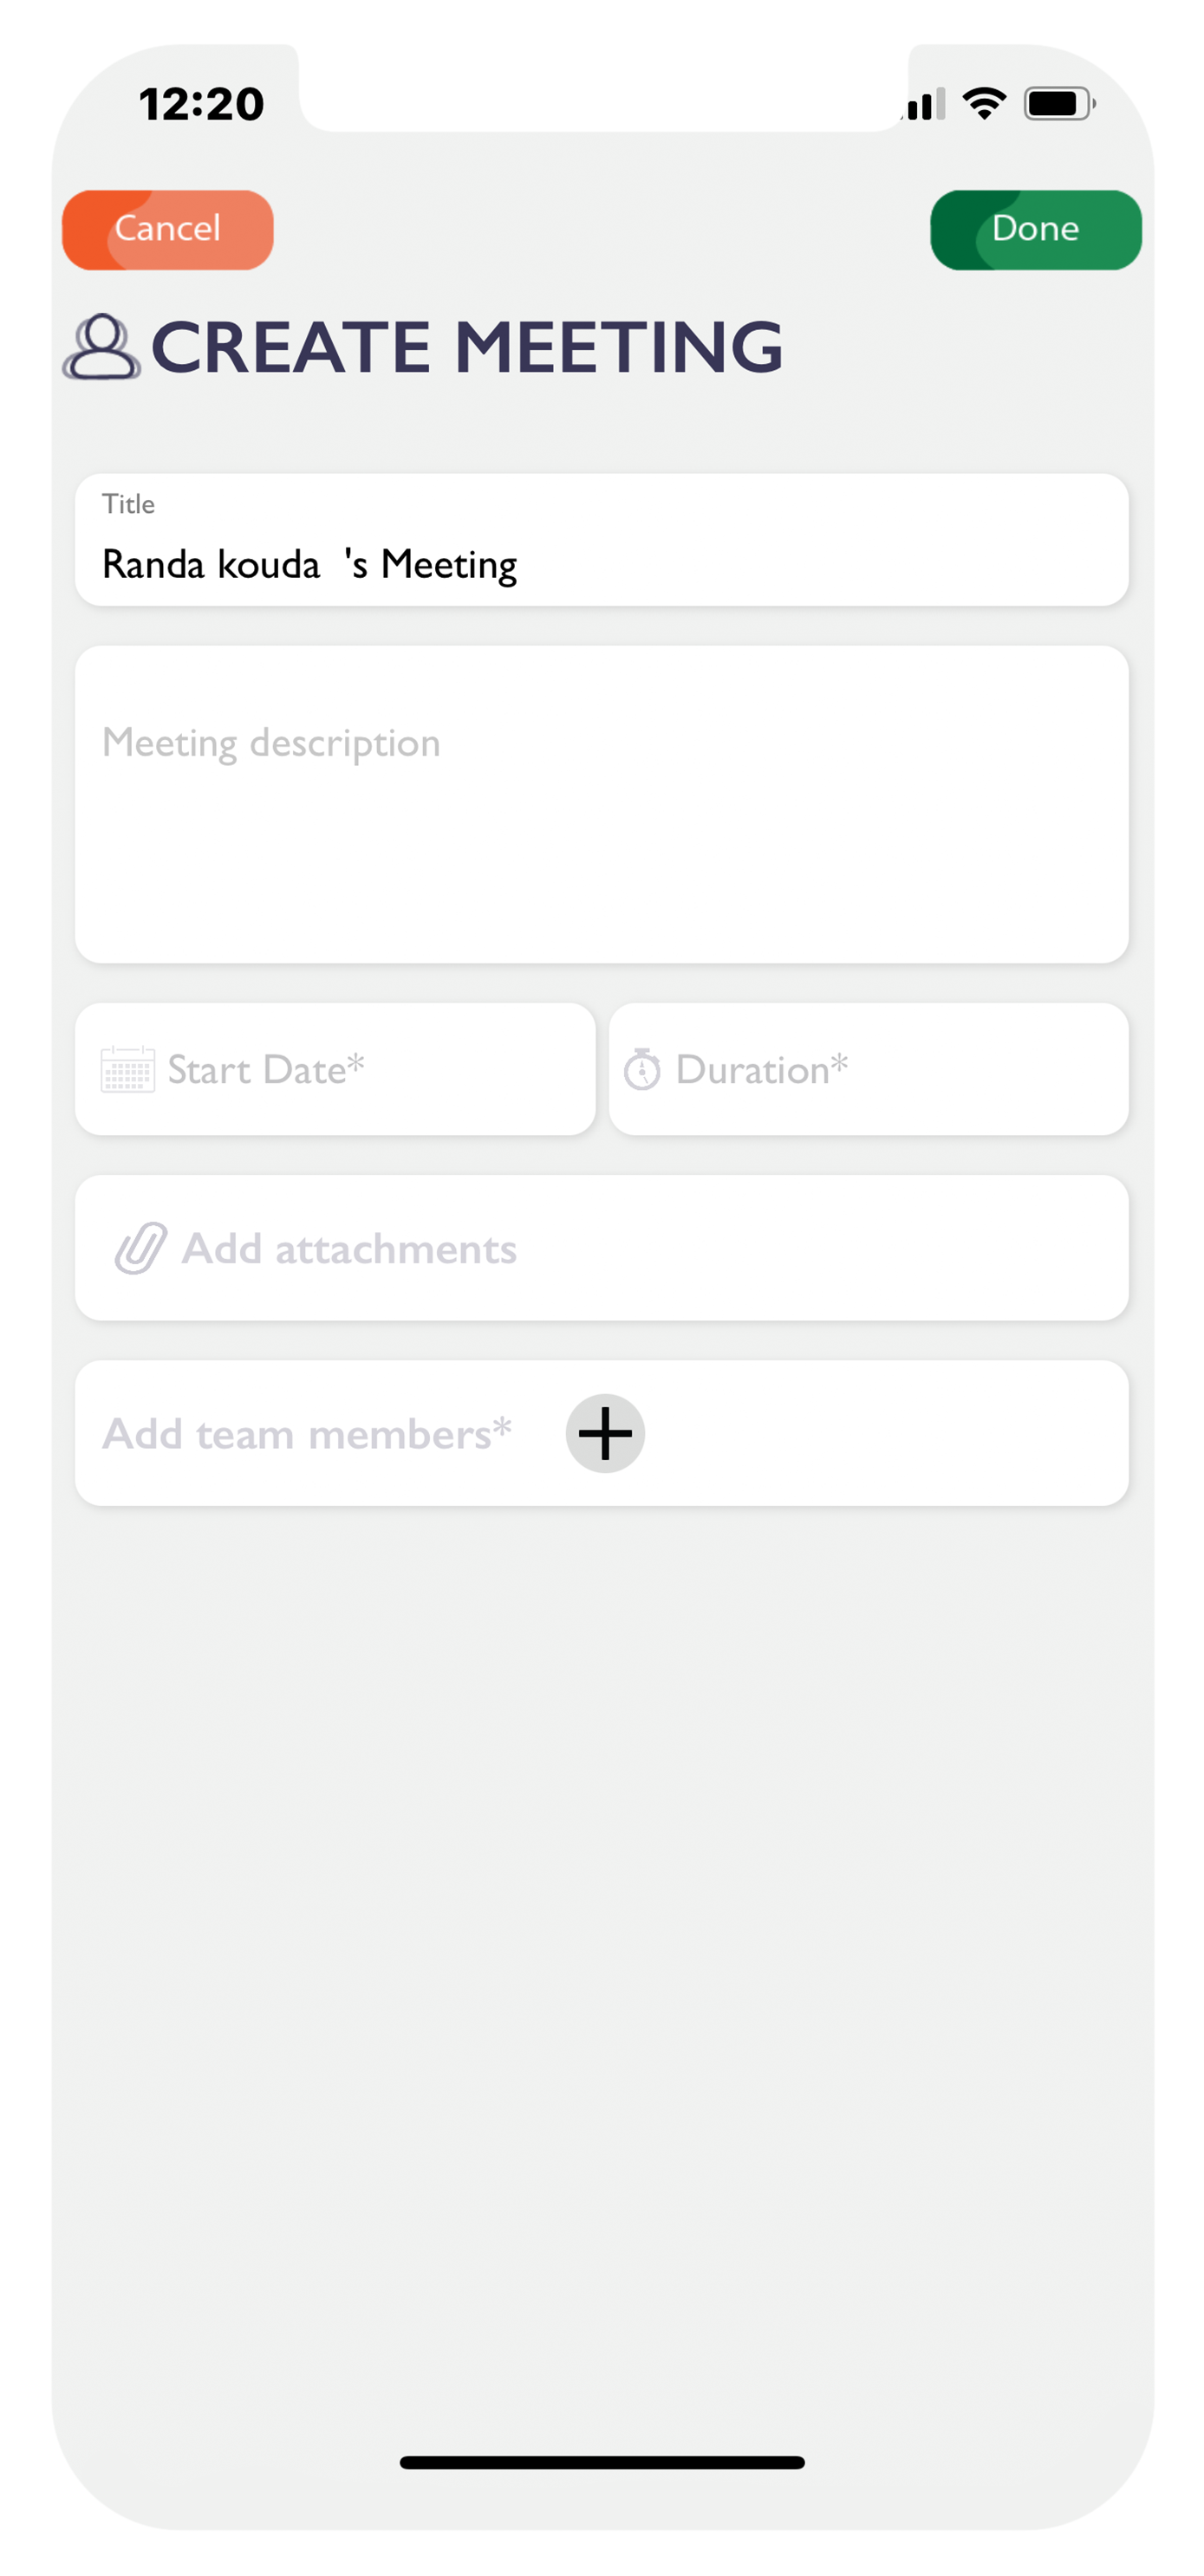 12:20
Cancel
Done
CREATE MEETING
Title
Randa kouda  's Meeting
Meeting description
Start Date*
Duration*
Add attachments
Add team members*